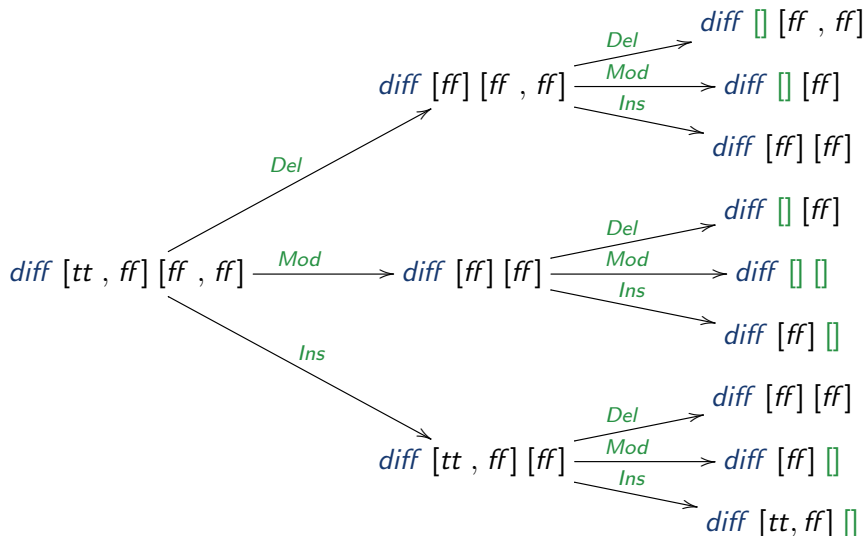 diff [] [ff , ff]
Del
diff [ff] [ff , ff]
Mod
diff [] [ff]
Ins
diff [ff] [ff]
Del
diff [] [ff]
Del
diff [tt , ff] [ff , ff]
Mod
diff [ff] [ff]
Mod
diff [] []
Ins
diff [ff] []
Ins
diff [ff] [ff]
Del
diff [tt , ff] [ff]
Mod
diff [ff] []
Ins
diff [tt, ff] []